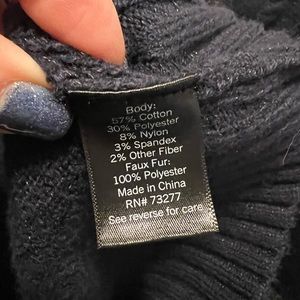 Body:
57% Cotton
30% Polyester
8% Nylon
3% Spandex
2% Other Fiber
Faux Fur:
100% Polyester
Made in China
RN# 73277
See reverse for care